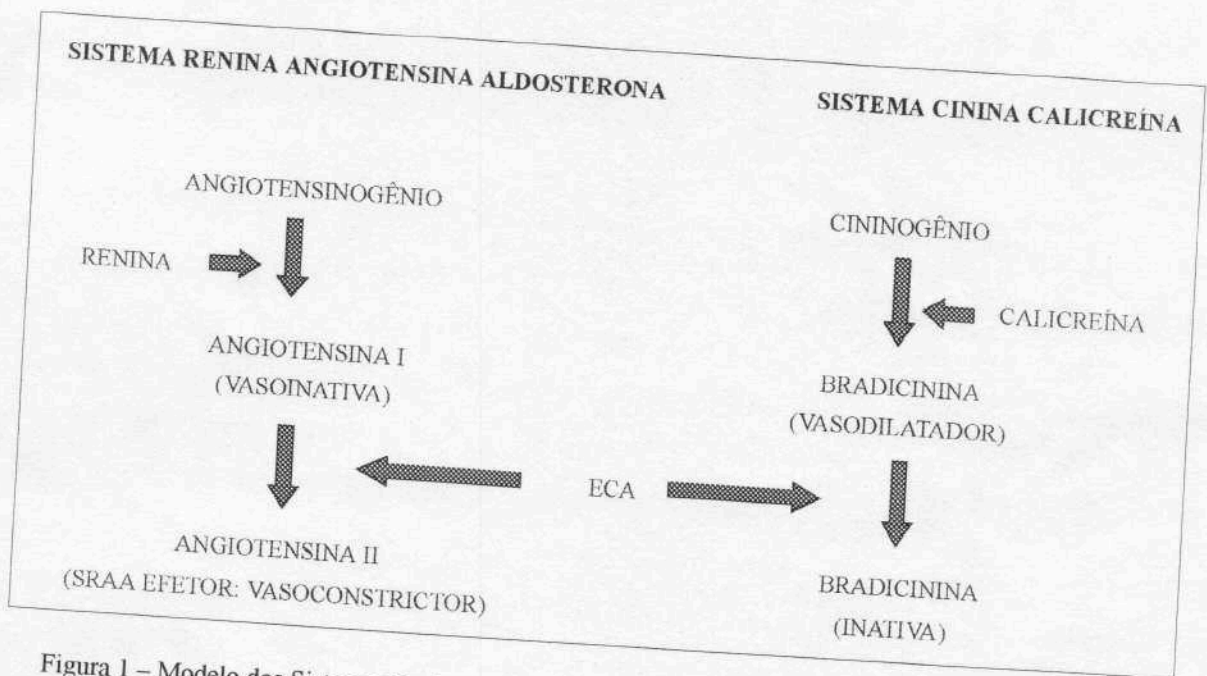 SISTEMA RENINA ANGIOTENSINA ALDOSTERONA
SISTEMA CININA CALICREÍNA
ANGIOTENSINOGÊNIO
RENINA
ANGIOTENSINA I
(VASOINATIVA)
ANGIOTENSINA II
(SRAA EFETOR: VASOCONSTRICTOR)
ECA
CININOGÊNIO
CALICREÍNA
BRADICININA
(VASODILATADOR)
BRADICININA
(INATIVA)
Figura 1 – Modelo dos